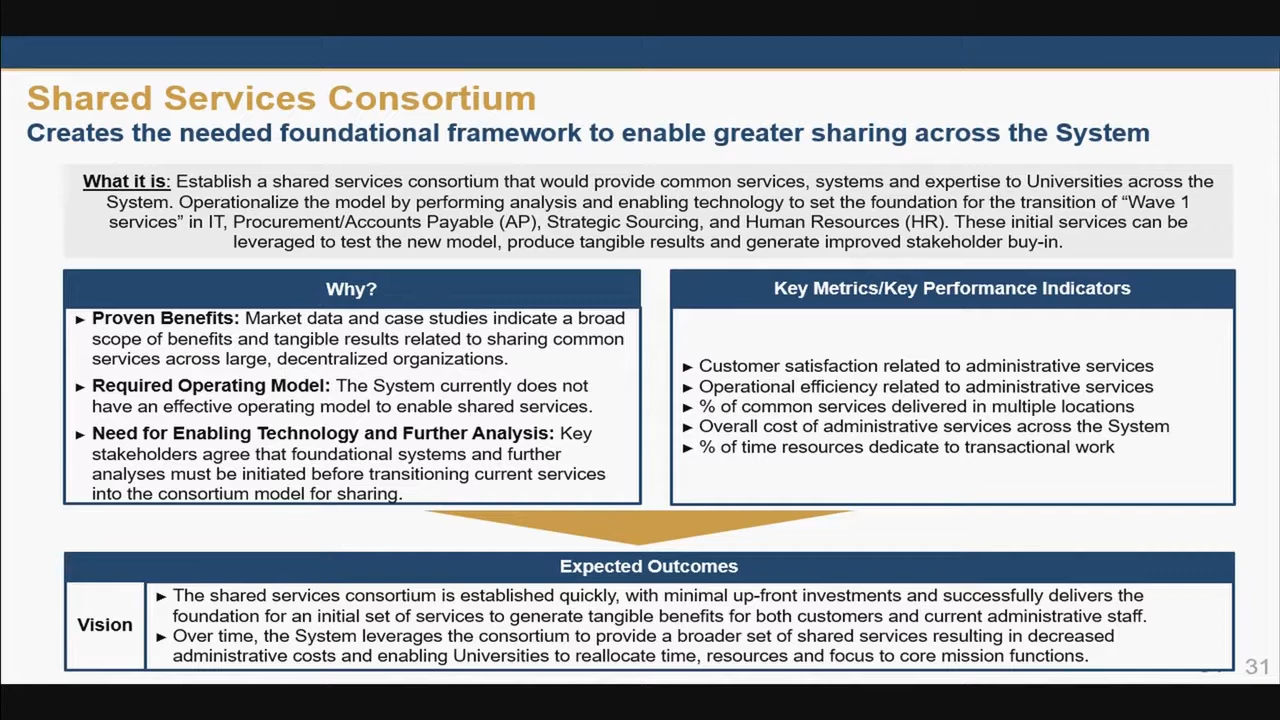 Shared Services Consortium
Creates the needed foundational framework to enable greater sharing across the System
What it is: Establish a shared services consortium that would provide common services, systems and expertise to Universities across the
System. Operationalize the model by performing analysis and enabling technology to set the foundation for the transition of “Wave 1
services” in IT, Procurement/Accounts Payable (AP), Strategic Sourcing, and Human Resources (HR). These initial services can be
leveraged to test the new model, produce tangible results and generate improved stakeholder buy-in.
Why?
► Proven Benefits: Market data and case studies indicate a broad
scope of benefits and tangible results related to sharing common
services across large, decentralized organizations.
► Required Operating Model: The System currently does not
have an effective operating model to enable shared services.
► Need for Enabling Technology and Further Analysis: Key
stakeholders agree that foundational systems and further
analyses must be initiated before transitioning current services
into the consortium model for sharing.
Key Metrics/Key Performance Indicators
► Customer satisfaction related to administrative services
► Operational efficiency related to administrative services
► % of common services delivered in multiple locations
► Overall cost of administrative services across the System
► % of time resources dedicate to transactional work
Expected Outcomes
Vision
► The shared services consortium is established quickly, with minimal up-front investments and successfully delivers the
foundation for an initial set of services to generate tangible benefits for both customers and current administrative staff.
► Over time, the System leverages the consortium to provide a broader set of shared services resulting in decreased
administrative costs and enabling Universities to reallocate time, resources and focus to core mission functions.
31